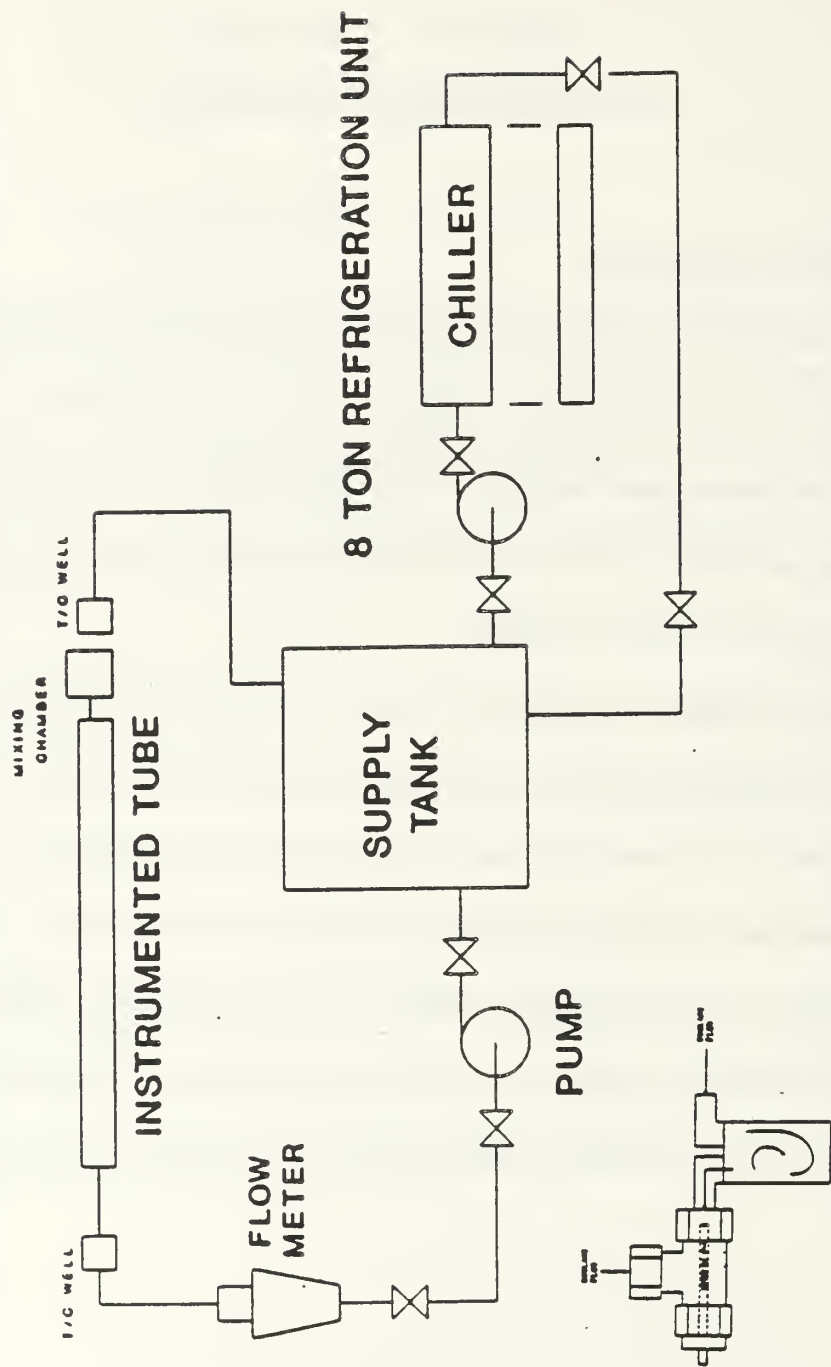 MIXING
CHAMBER
T/C WELL
T/C WELL
INSTRUMENTED TUBE
FLOW
METER
8 TON REFRIGERATION UNIT
SUPPLY
TANK
CHILLER
PUMP